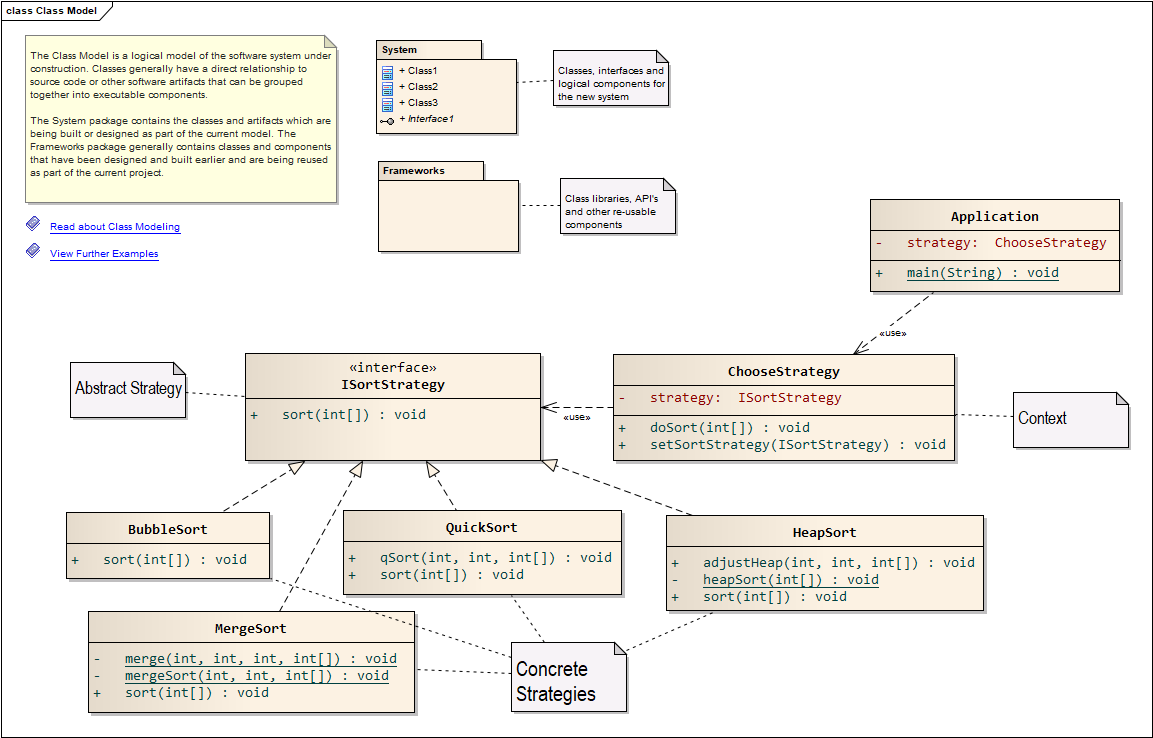 class Class Model
The Class Model is a logical model of the software system under
construction. Classes generally have a direct relationship to
source code or other software artifacts that can be grouped
together into executable components.
The System package contains the classes and artifacts which are
being built or designed as part of the current model. The
Frameworks package generally contains classes and components
that have been designed and built earlier and are being reused
as part of the current project.
Read about Class Modeling
View Further Examples
System
+ Class1
+ Class2
+ Class3
+ Interface1
Classes, interfaces and
logical components for
the new system
Frameworks
Class libraries, API's
and other re-usable
components
Application
- strategy: ChooseStrategy
+ main(String) : void
«use»
Abstract Strategy
«interface»
ISortStrategy
+ sort(int[]) : void
«use»
ChooseStrategy
- strategy: ISortStrategy
+ doSort(int[]) : void
+ setSortStrategy(ISortStrategy) : void
Context
BubbleSort
+ sort(int[]) : void
QuickSort
+ qSort(int, int, int[]) : void
+ sort(int[]) : void
HeapSort
+ adjustHeap(int, int, int[]) : void
- heapSort(int[]) : void
+ sort(int[]) : void
MergeSort
- merge(int, int, int, int[]) : void
- mergeSort(int, int, int[]) : void
+ sort(int[]) : void
Concrete
Strategies